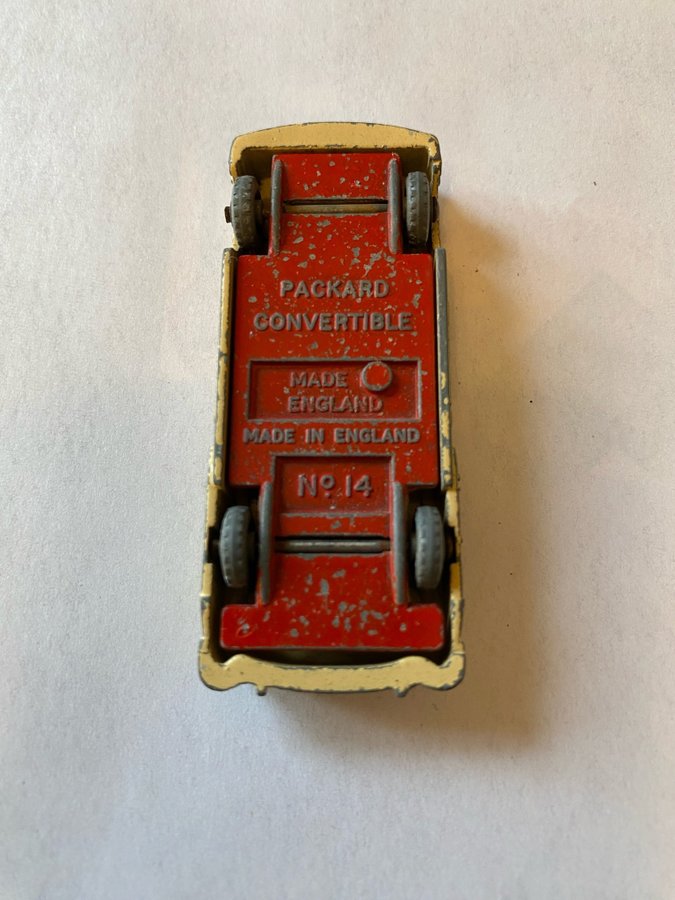 PACKARD
CONVERTIBLE
MADE
ENGLAND
MADE IN ENGLAND
Nº 14